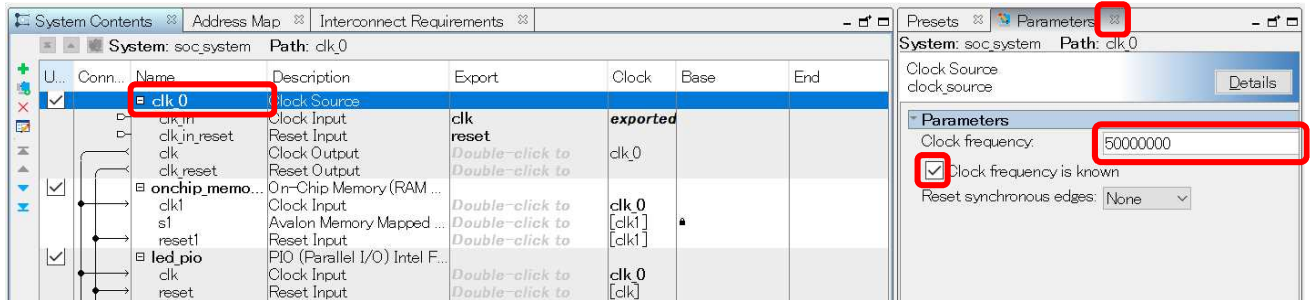 System Contents Address Map Interconnect Requirements
System: soc_system Path: clk_0
U... Conn... Name Description Export Clock Base End
clk_0 Clock Source
clk_in Clock Input clk exported
clk_in_reset Reset Input reset
clk Clock Output Double-click to clk_0
clk_reset Reset Output Double-click to
onchip_memo... On-Chip Memory (RAM ...
clk1 Clock Input Double-click to clk_0
s1 Avalon Memory Mapped ... Double-click to [clk1]
reset1 Reset Input Double-click to [clk1]
led_pio PIO (Parallel I/O) Intel F...
clk Clock Input Double-click to clk_0
reset Reset Input Double-click to [clk]
Presets Parameters
System: soc_system Path: clk_0
Clock Source
clock_source
Details
Parameters
Clock frequency: 50000000
Clock frequency is known
Reset synchronous edges: None